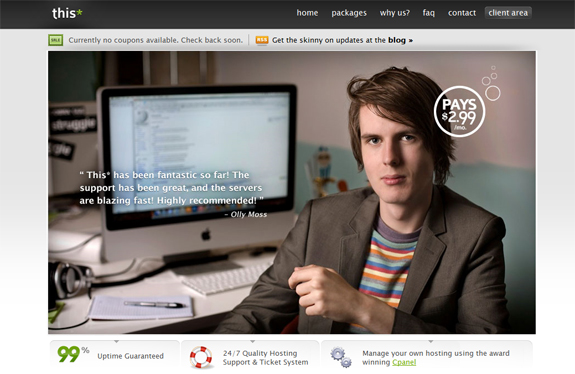 this*
home packages why us? faq contact client area
SALE Currently no coupons available. Check back soon. RSS Get the skinny on updates at the blog »
PAYS
$2.99
/mo.
“ This* has been fantastic so far! The
support has been great, and the servers
are blazing fast! Highly recommended! ”
– Olly Moss
99% Uptime Guaranteed
24/7 Quality Hosting
Support & Ticket System
Manage your own hosting using the award
winning Cpanel